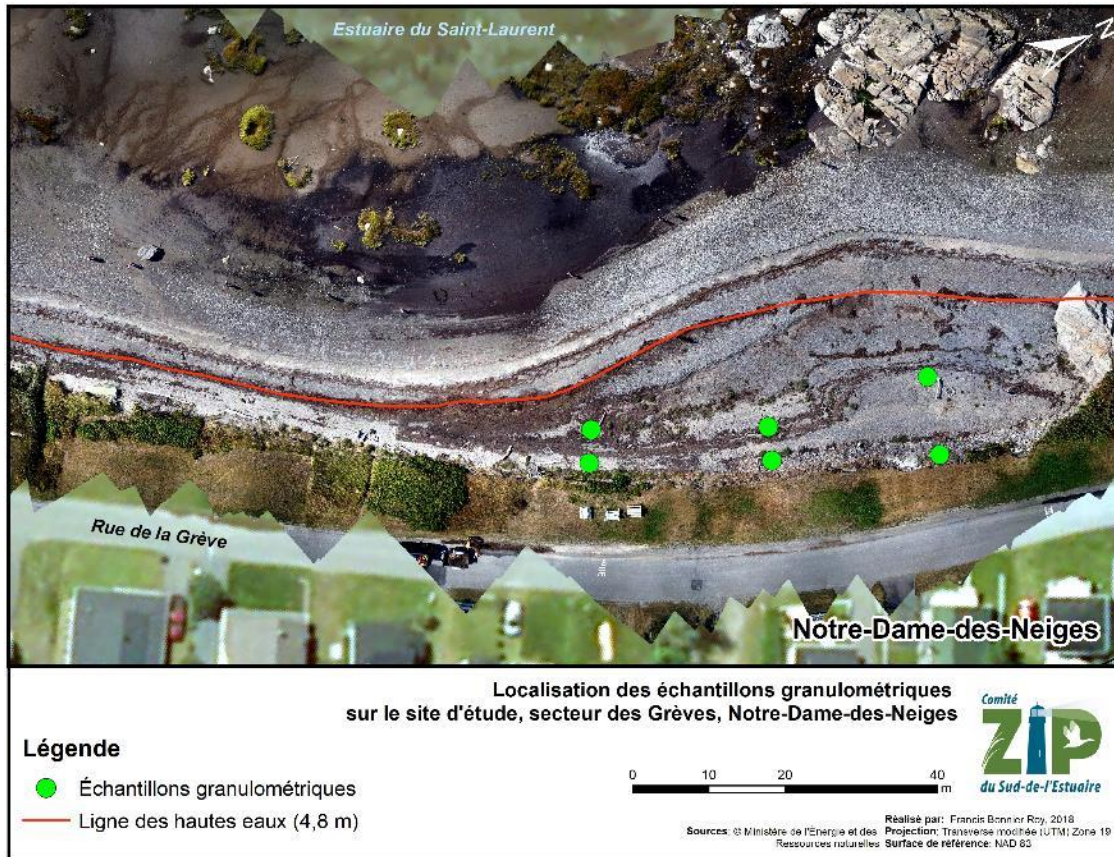 Estuaire du Saint-Laurent
Rue de la Grève
Notre-Dame-des-Neiges
Localisation des échantillons granulométriques
sur le site d'étude, secteur des Grèves, Notre-Dame-des-Neiges
Comité
ZIP
du Sud-de-l'Estuaire
Légende
Échantillons granulométriques
Ligne des hautes eaux (4,8 m)
0 10 20 40
m
Réalisé par: Francis Bonnier Roy, 2018
Sources: © Ministère de l'Énergie et des Projection: Transverse modifiée (UTM) Zone 19
Ressources naturelles Surface de référence: NAD 83